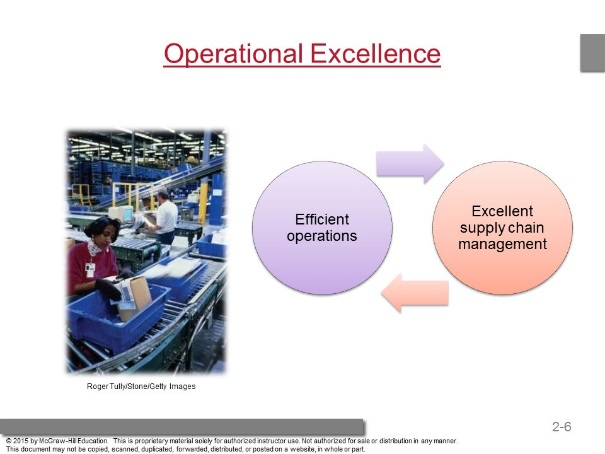 Operational Excellence
Efficient
operations
Excellent
supply chain
management
Roger Tully/Stone/Getty Images
2-6
© 2015 by McGraw-Hill Education. This is proprietary material solely for authorized instructor use. Not authorized for sale or distribution in any manner.
This document may not be copied, scanned, duplicated, forwarded, distributed, or posted on a website, in whole or part.